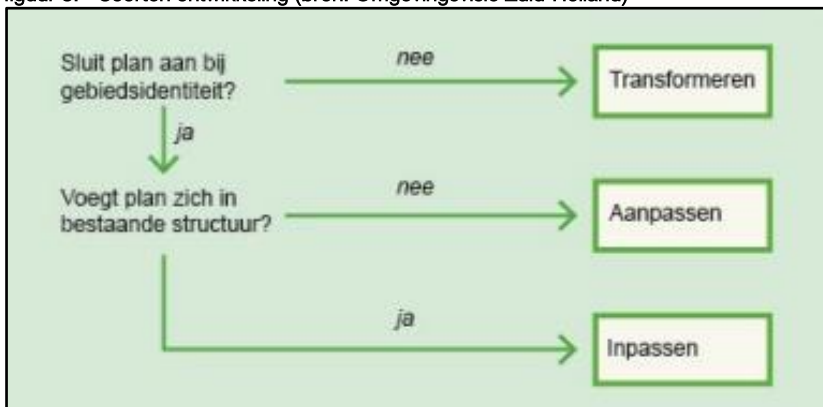 Sluit plan aan bij
gebiedsidentiteit?
nee
Transformeren
ja
Voegt plan zich in
bestaande structuur?
nee
Aanpassen
ja
Inpassen